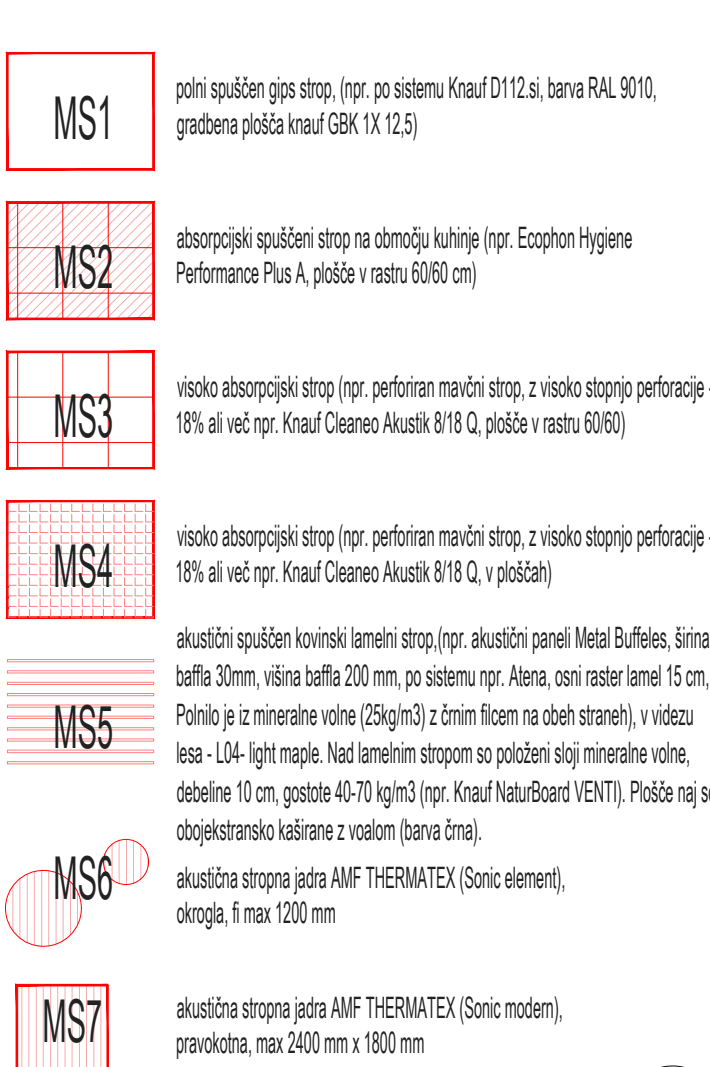 MS1
polni spuščen gips strop, (npr. po sistemu Knauf D112.si, barva RAL 9010,
gradbena plošča knauf GBK 1X 12,5)
MS2
absorpcijski spuščeni strop na območju kuhinje (npr. Ecophon Hygiene
Performance Plus A, plošče v rastru 60/60 cm)
MS3
visoko absorpcijski strop (npr. perforiran mavčni strop, z visoko stopnjo perforacije -
18% ali več npr. Knauf Cleaneo Akustik 8/18 Q, plošče v rastru 60/60)
MS4
visoko absorpcijski strop (npr. perforiran mavčni strop, z visoko stopnjo perforacije -
18% ali več npr. Knauf Cleaneo Akustik 8/18 Q, v ploščah)
MS5
akustični spuščen kovinski lamelni strop,(npr. akustični paneli Metal Buffeles, širina
baffla 30mm, višina baffla 200 mm, po sistemu npr. Atena, osni raster lamel 15 cm,
Polnilo je iz mineralne volne (25kg/m3) z črnim filcem na obeh straneh), v videzu
lesa - L04- light maple. Nad lamelnim stropom so položeni sloji mineralne volne,
debeline 10 cm, gostote 40-70 kg/m3 (npr. Knauf NaturBoard VENTI). Plošče naj so
obojekstransko kaširane z voalom (barva črna).
MS6
akustična stropna jadra AMF THERMATEX (Sonic element),
okrogla, fi max 1200 mm
MS7
akustična stropna jadra AMF THERMATEX (Sonic modern),
pravokotna, max 2400 mm x 1800 mm